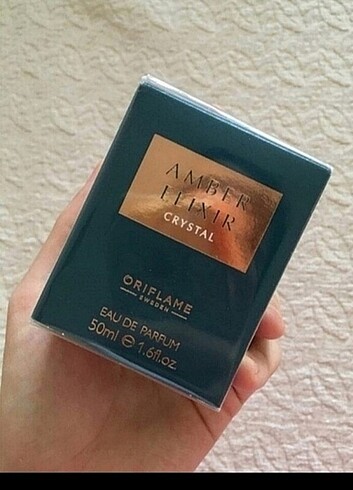 AMBER
ELIXIR
CRYSTAL
ORIFLAME
SWEDEN
EAU DE PARFUM
50ml ℮ 1.6fl.oz.